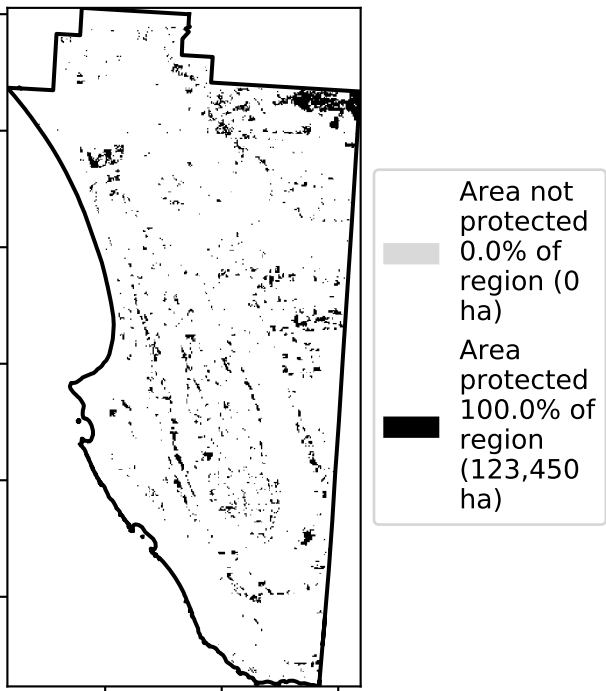 Area not
protected
0.0% of
region (0
ha)
Area
protected
100.0% of
region
(123,450
ha)